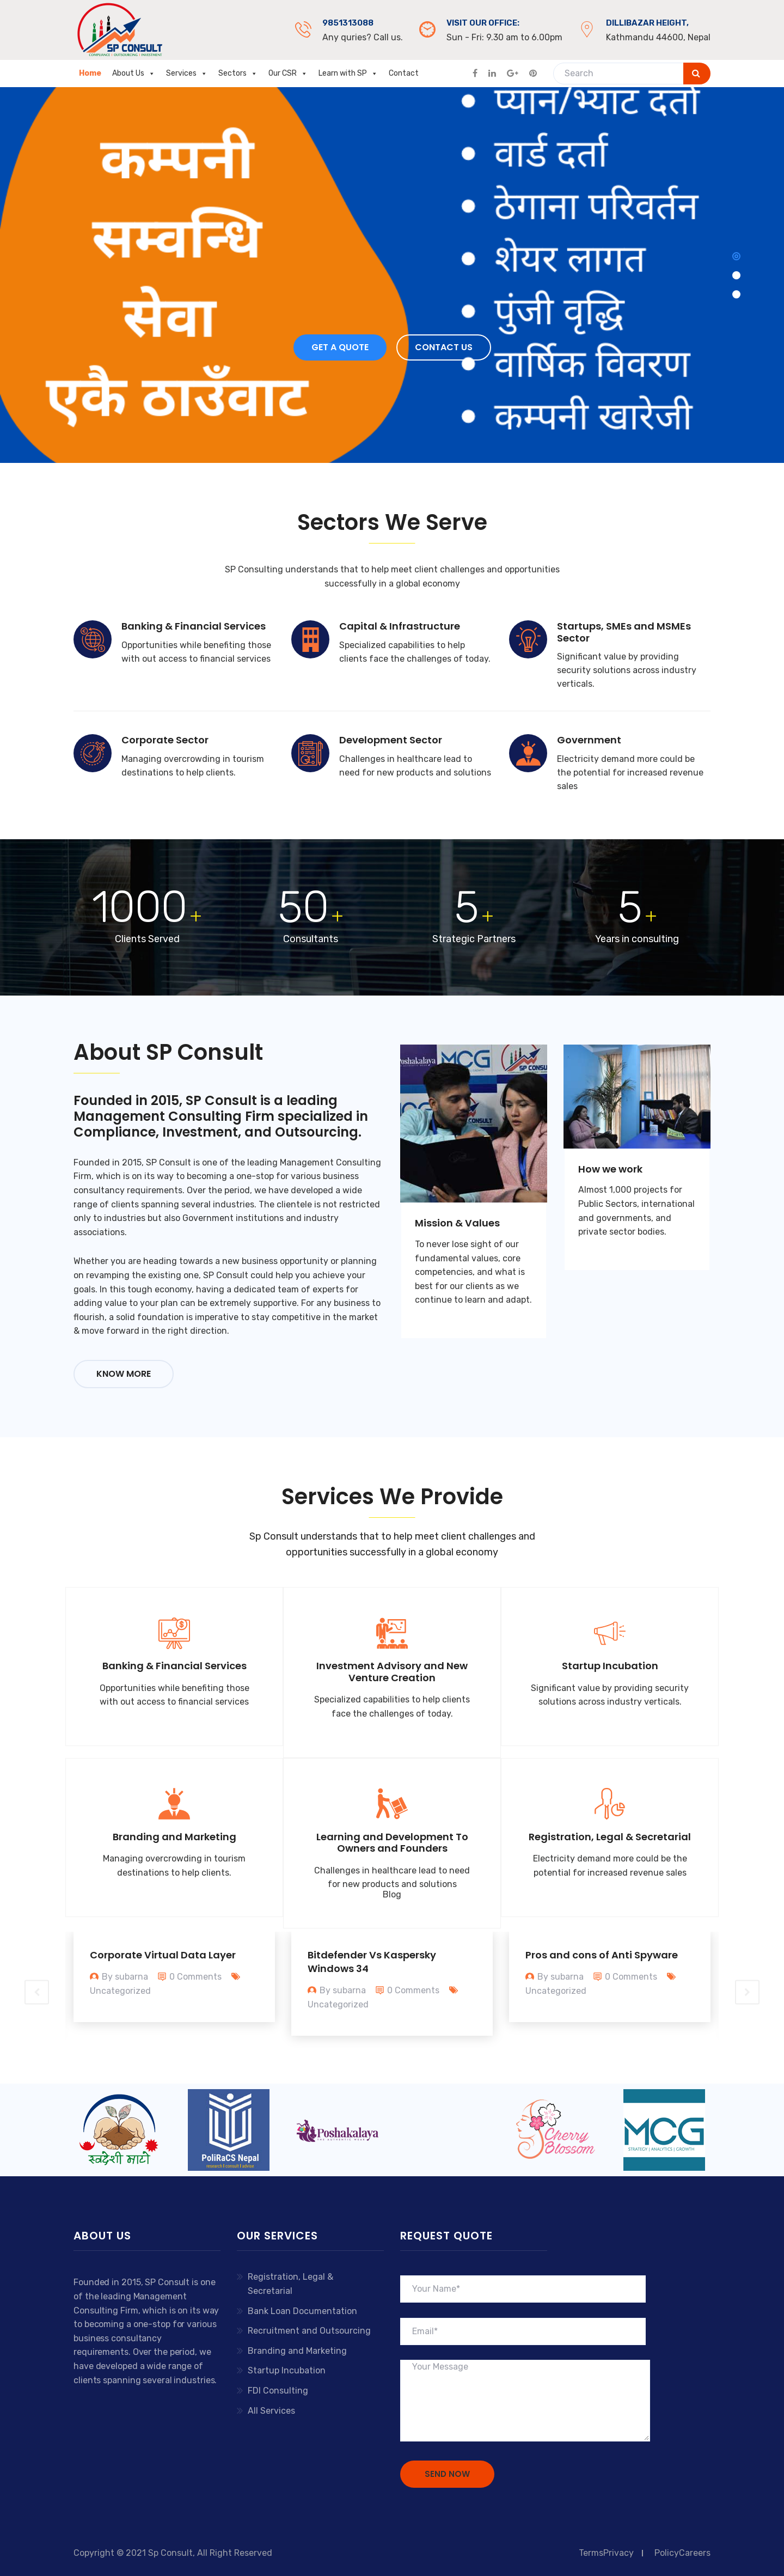 SP CONSULT
COMPLIANCE | OUTSOURCING | INVESTMENT
9851313088
Any quries? Call us.
VISIT OUR OFFICE:
Sun - Fri: 9.30 am to 6.00pm
DILLIBAZAR HEIGHT,
Kathmandu 44600, Nepal
Home About Us Services Sectors Our CSR Learn with SP Contact
Search
कम्पनी
सम्वन्धि
सेवा
एकै ठाउँवाट
प्यान/भ्याट दर्ता
वार्ड दर्ता
ठेगाना परिवर्तन
शेयर लागत
पुंजी वृद्धि
वार्षिक विवरण
कम्पनी खारेजी
GET A QUOTE CONTACT US
Sectors We Serve
SP Consulting understands that to help meet client challenges and opportunities
successfully in a global economy
Banking & Financial Services
Opportunities while benefiting those
with out access to financial services
Capital & Infrastructure
Specialized capabilities to help
clients face the challenges of today.
Startups, SMEs and MSMEs
Sector
Significant value by providing
security solutions across industry
verticals.
Corporate Sector
Managing overcrowding in tourism
destinations to help clients.
Development Sector
Challenges in healthcare lead to
need for new products and solutions
Government
Electricity demand more could be
the potential for increased revenue
sales
1000+
Clients Served
50+
Consultants
5+
Strategic Partners
5+
Years in consulting
About SP Consult
Founded in 2015, SP Consult is a leading
Management Consulting Firm specialized in
Compliance, Investment, and Outsourcing.
Founded in 2015, SP Consult is one of the leading Management Consulting
Firm, which is on its way to becoming a one-stop for various business
consultancy requirements. Over the period, we have developed a wide
range of clients spanning several industries. The clientele is not restricted
only to industries but also Government institutions and industry
associations.
Whether you are heading towards a new business opportunity or planning
on revamping the existing one, SP Consult could help you achieve your
goals. In this tough economy, having a dedicated team of experts for
adding value to your plan can be extremely supportive. For any business to
flourish, a solid foundation is imperative to stay competitive in the market
& move forward in the right direction.
KNOW MORE
Poshakalaya
MCG
SP CONSULT
Mission & Values
To never lose sight of our
fundamental values, core
competencies, and what is
best for our clients as we
continue to learn and adapt.
How we work
Almost 1,000 projects for
Public Sectors, international
and governments, and
private sector bodies.
Services We Provide
Sp Consult understands that to help meet client challenges and
opportunities successfully in a global economy
Banking & Financial Services
Opportunities while benefiting those
with out access to financial services
Investment Advisory and New
Venture Creation
Specialized capabilities to help clients
face the challenges of today.
Startup Incubation
Significant value by providing security
solutions across industry verticals.
Branding and Marketing
Managing overcrowding in tourism
destinations to help clients.
Learning and Development To
Owners and Founders
Challenges in healthcare lead to need
for new products and solutions
Registration, Legal & Secretarial
Electricity demand more could be the
potential for increased revenue sales
Blog
Corporate Virtual Data Layer
By subarna 0 Comments
Uncategorized
Bitdefender Vs Kaspersky
Windows 34
By subarna 0 Comments
Uncategorized
Pros and cons of Anti Spyware
By subarna 0 Comments
Uncategorized
स्वदेशी माटो
PoliRaCS Nepal
Poshakalaya
Cherry
Blossom
MCG
STRATEGY | ANALYTICS | GROWTH
ABOUT US
Founded in 2015, SP Consult is one
of the leading Management
Consulting Firm, which is on its way
to becoming a one-stop for various
business consultancy
requirements. Over the period, we
have developed a wide range of
clients spanning several industries.
OUR SERVICES
Registration, Legal &
Secretarial
Bank Loan Documentation
Recruitment and Outsourcing
Branding and Marketing
Startup Incubation
FDI Consulting
All Services
REQUEST QUOTE
Your Name*
Email*
Your Message
SEND NOW
Copyright © 2021 Sp Consult, All Right Reserved
TermsPrivacy | PolicyCareers